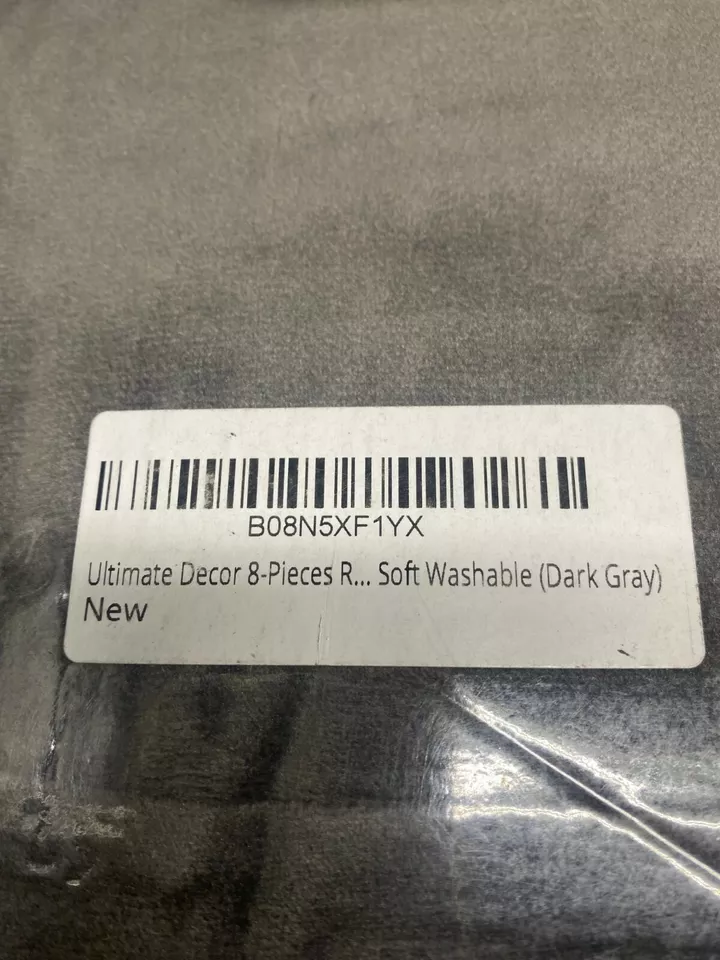 B08N5XF1YX
Ultimate Decor 8-Pieces R... Soft Washable (Dark Gray)
New